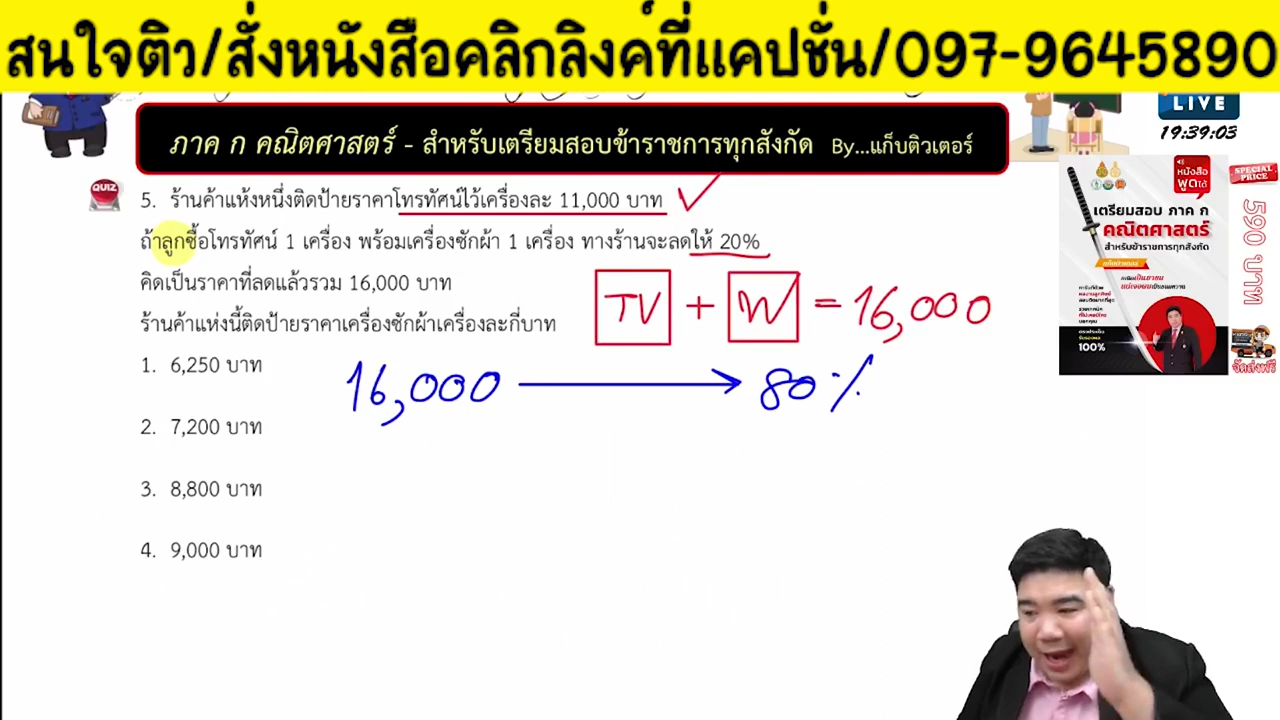 สนใจติว/สั่งหนังสือคลิกลิงค์ที่แคปชั่น/097-9645890
LIVE
19:39:03
ภาค ก คณิตศาสตร์ - สำหรับเตรียมสอบข้าราชการทุกสังกัด By...แก็บติวเตอร์
QUIZ
5. ร้านค้าแห้งหนึ่งติดป้ายราคาโทรทัศน์ไว้เครื่องละ 11,000 บาท
ถ้าลูกซื้อโทรทัศน์ 1 เครื่อง พร้อมเครื่องซักผ้า 1 เครื่อง ทางร้านจะลดให้ 20%
คิดเป็นราคาที่ลดแล้วรวม 16,000 บาท
TV + W = 16,000
ร้านค้าแห่งนี้ติดป้ายราคาเครื่องซักผ้าเครื่องละกี่บาท
1. 6,250 บาท
16,000 → 80%
2. 7,200 บาท
3. 8,800 บาท
4. 9,000 บาท
หนังสือ
พูดได้
เตรียมสอบ ภาค ก
คณิตศาสตร์
สำหรับข้าราชการทุกสังกัด
100%
SPECIAL
PRICE
590 บาท
จัดส่งฟรี